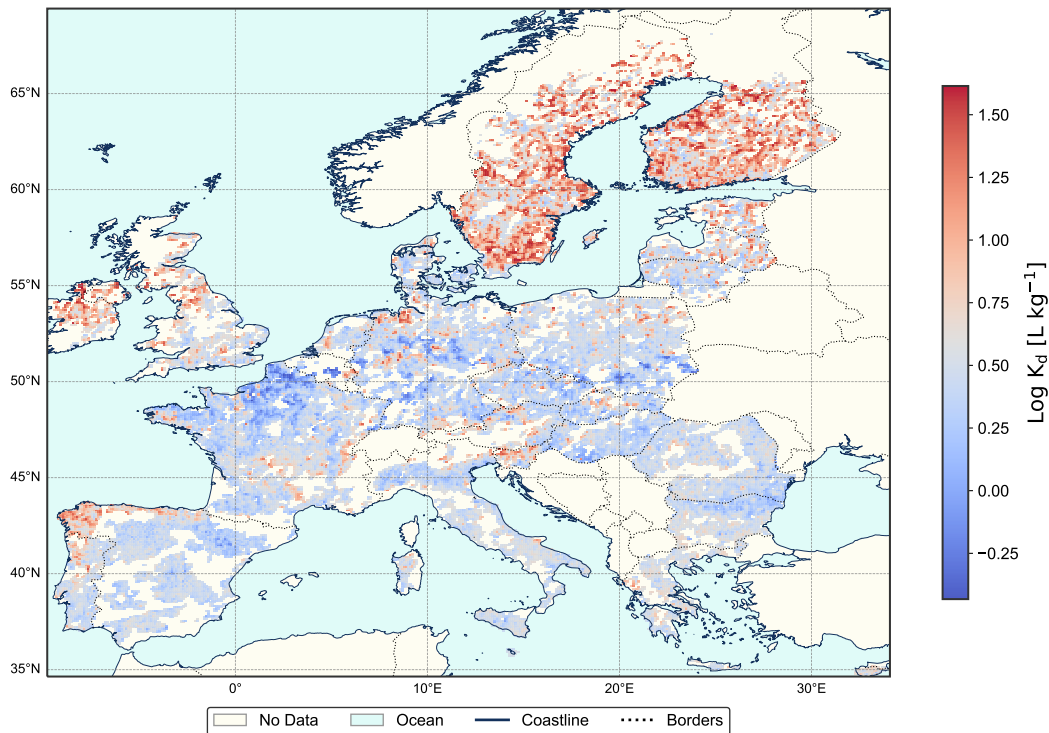 65°N
60°N
55°N
50°N
45°N
40°N
35°N
0°
10°E
20°E
30°E
1.50
1.25
1.00
0.75
0.50
0.25
0.00
−0.25
Log K_d [L kg⁻¹]
No Data
Ocean
Coastline
Borders